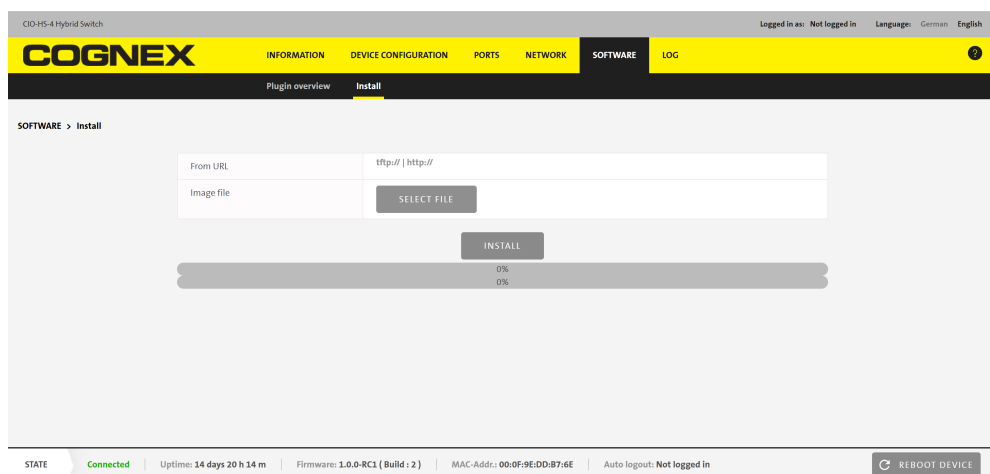 CIO-HS-4 Hybrid Switch Logged in as: Not logged in Language: German English
COGNEX INFORMATION DEVICE CONFIGURATION PORTS NETWORK SOFTWARE LOG ?
Plugin overview Install
SOFTWARE > Install
From URL tftp:// | http://
Image file SELECT FILE
INSTALL
0%
0%
STATE Connected Uptime: 14 days 20 h 14 m Firmware: 1.0.0-RC1 ( Build : 2 ) MAC-Addr.: 00:0F:9E:DD:B7:6E Auto logout: Not logged in REBOOT DEVICE